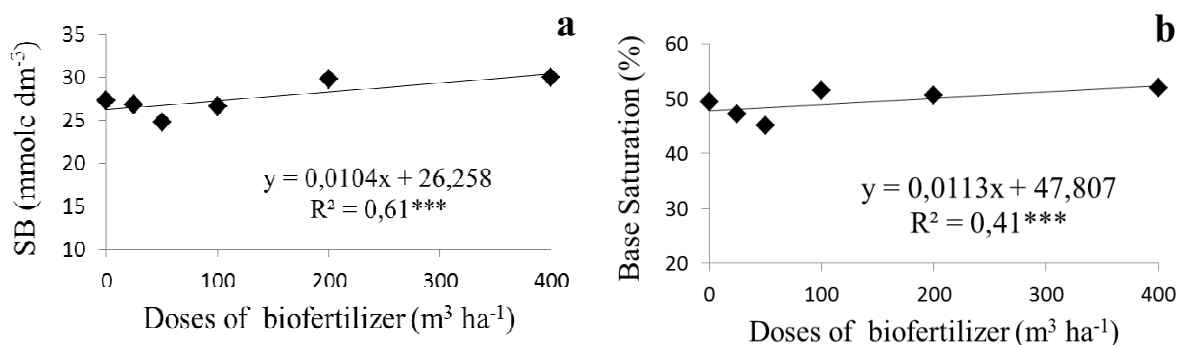 a
SB (mmolc dm-3)
35
30
25
20
15
10
0
100
200
300
400
y = 0,0104x + 26,258
R² = 0,61***
Doses of biofertilizer (m³ ha-¹)
b
Base Saturation (%)
60
50
40
30
20
0
100
200
300
400
y = 0,0113x + 47,807
R² = 0,41***
Doses of biofertilizer (m³ ha-¹)